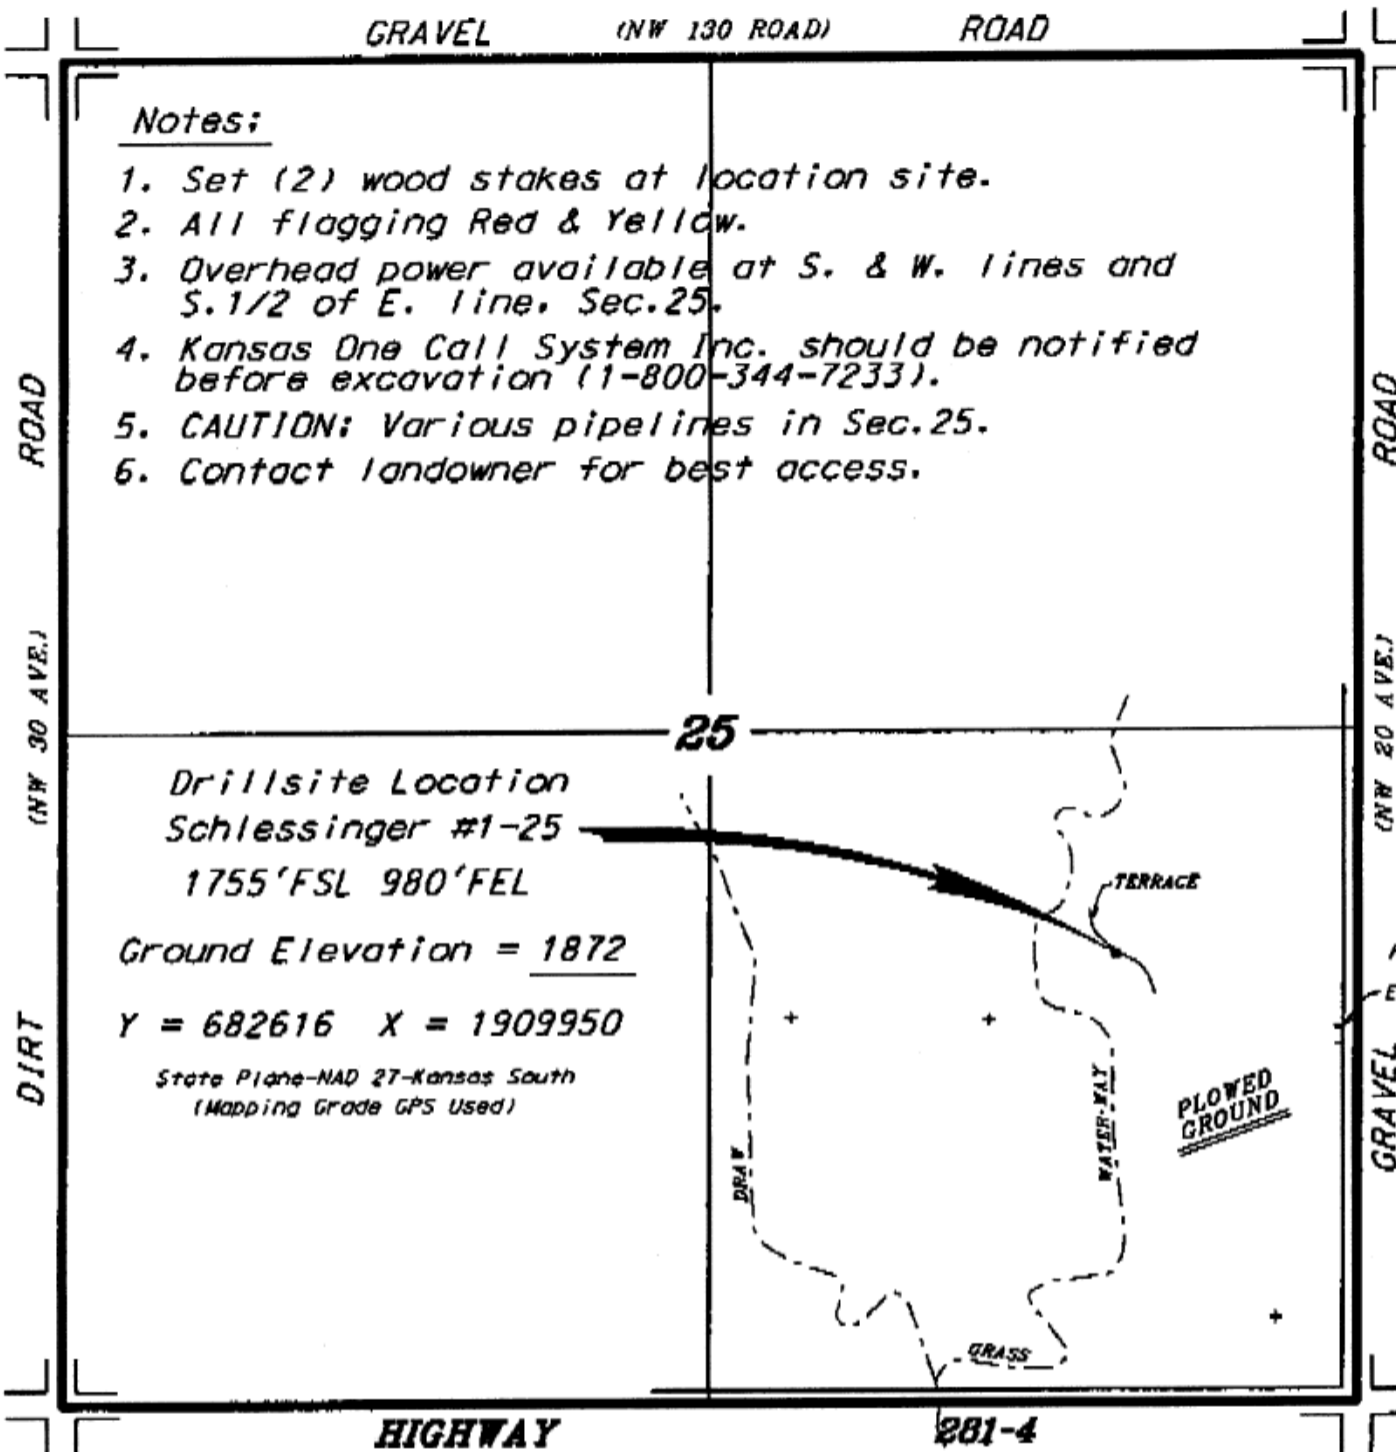 GRAVEL (NW 130 ROAD) ROAD
Notes:
1. Set (2) wood stakes at location site.
2. All flagging Red & Yellow.
3. Overhead power available at S. & W. lines and
S.1/2 of E. line. Sec.25.
4. Kansas One Call System Inc. should be notified
before excavation (1-800-344-7233).
5. CAUTION: Various pipelines in Sec.25.
6. Contact landowner for best access.
ROAD
(NW 30 AVE.)
DIRT
ROAD
(NW 20 AVE.)
GRAVEL
25
Drillsite Location
Schlessinger #1-25
1755'FSL 980'FEL
Ground Elevation = 1872
Y = 682616 X = 1909950
State Plane-NAD 27-Kansas South
(Mapping Grade GPS Used)
TERRACE
E
PLOWED
GROUND
WATER-WAY
DRAW
GRASS
HIGHWAY 281-4